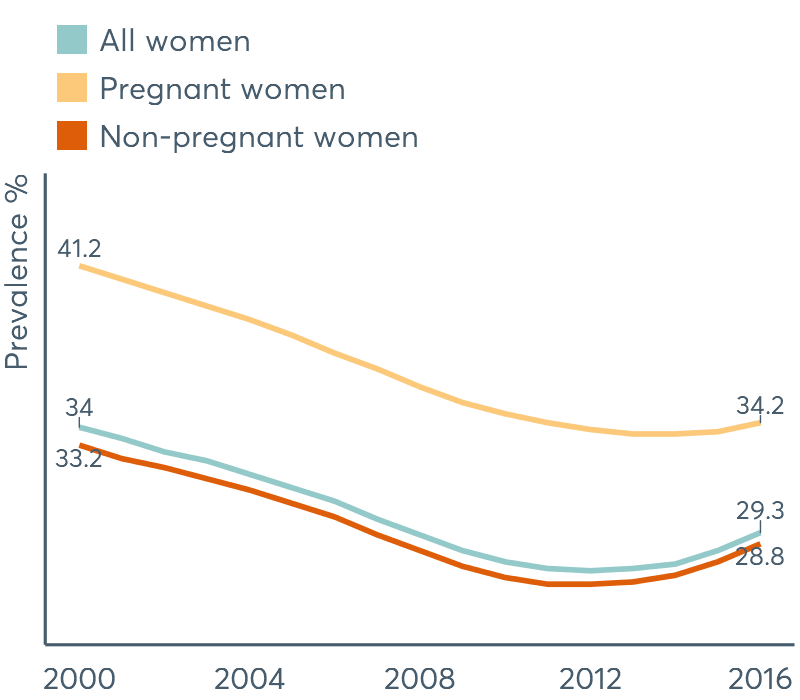 All women
Pregnant women
Non-pregnant women
Prevalence %
41.2
34
33.2
34.2
29.3
28.8
2000 2004 2008 2012 2016